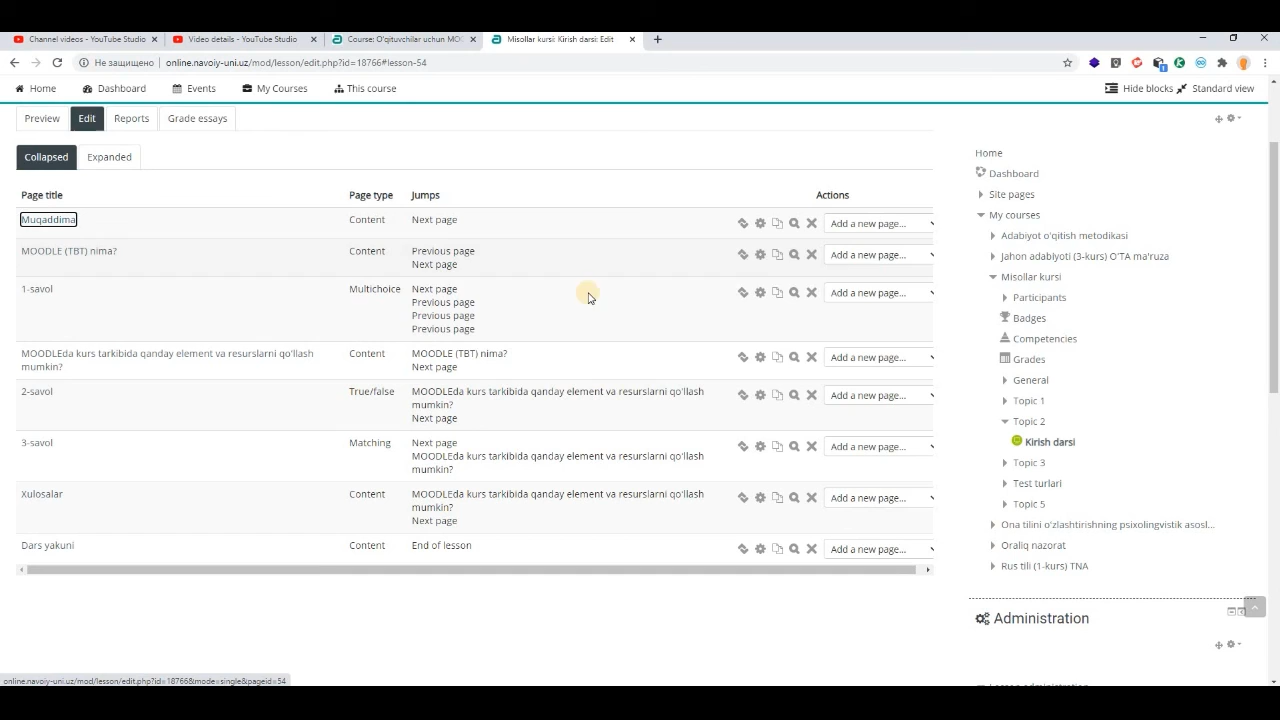 Channel videos - YouTube Studio
Video details - YouTube Studio
Course: O'qituvchilar uchun MOO
Misollar kursi: Kirish darsi: Edit
Не защищено
online.navoiy-uni.uz/mod/lesson/edit.php?id=18766#lesson-54
Home
Dashboard
Events
My Courses
This course
Hide blocks
Standard view
Preview
Edit
Reports
Grade essays
Collapsed
Expanded
Page title
Page type
Jumps
Actions
Muqaddima
Content
Next page
Add a new page...
MOODLE (TBT) nima?
Content
Previous page
Next page
Add a new page...
1-savol
Multichoice
Next page
Previous page
Previous page
Previous page
Add a new page...
MOODLEda kurs tarkibida qanday element va resurslarni qo'llash
mumkin?
Content
MOODLE (TBT) nima?
Next page
Add a new page...
2-savol
True/false
MOODLEda kurs tarkibida qanday element va resurslarni qo'llash
mumkin?
Next page
Add a new page...
3-savol
Matching
Next page
MOODLEda kurs tarkibida qanday element va resurslarni qo'llash
mumkin?
Add a new page...
Xulosalar
Content
MOODLEda kurs tarkibida qanday element va resurslarni qo'llash
mumkin?
Next page
Add a new page...
Dars yakuni
Content
End of lesson
Add a new page...
Home
Dashboard
Site pages
My courses
Adabiyot o'qitish metodikasi
Jahon adabiyoti (3-kurs) O'TA ma'ruza
Misollar kursi
Participants
Badges
Competencies
Grades
General
Topic 1
Topic 2
Kirish darsi
Topic 3
Test turlari
Topic 5
Ona tilini o'zlashtirishning psixolingvistik asosl...
Oraliq nazorat
Rus tili (1-kurs) TNA
Administration
online.navoiy-uni.uz/mod/lesson/edit.php?id=18766&mode=single&pageid=54